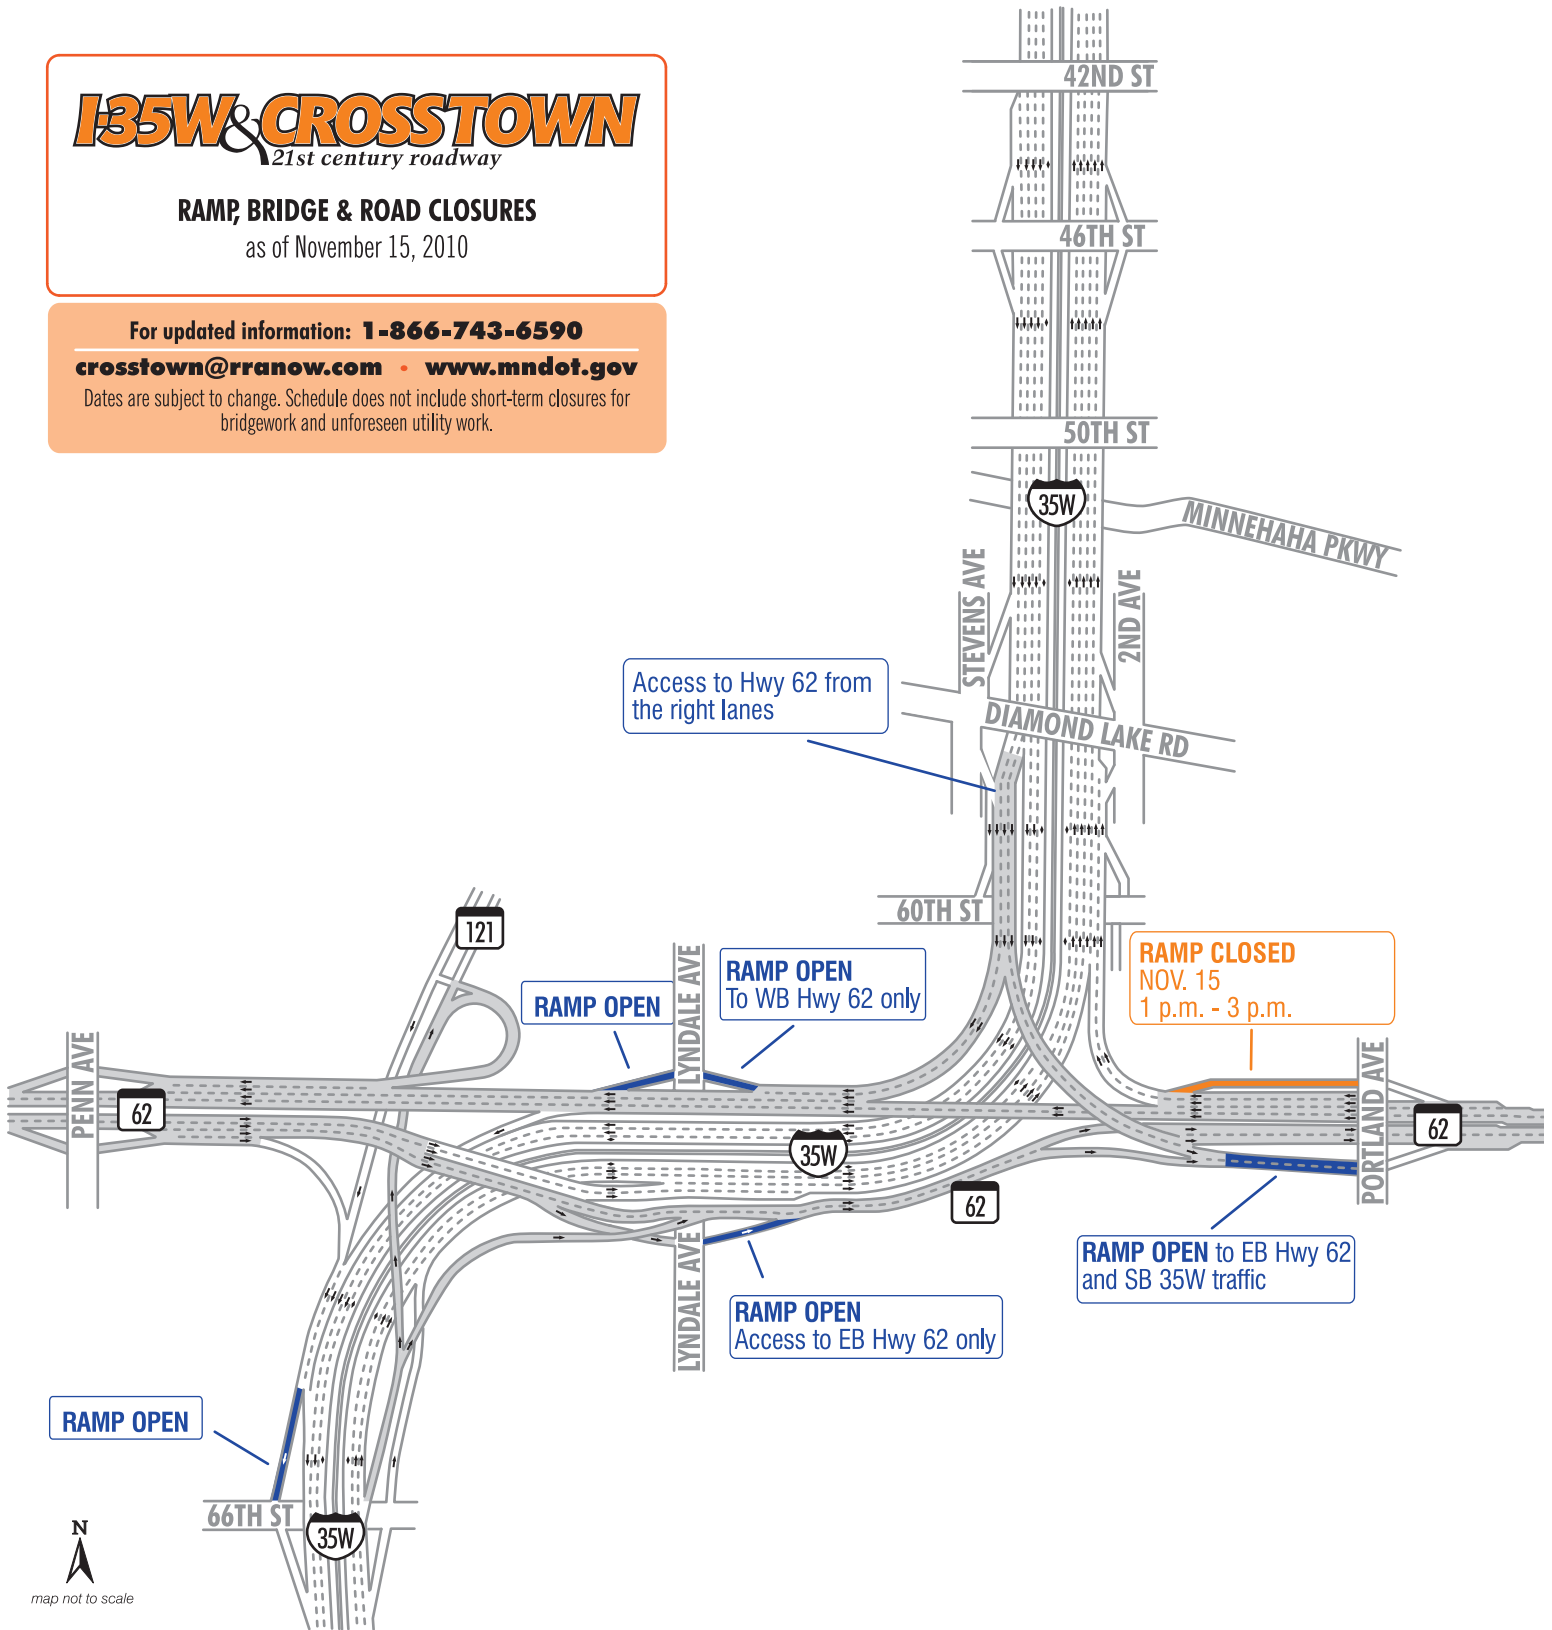 I-35W & CROSSTOWN
21st century roadway
RAMP, BRIDGE & ROAD CLOSURES
as of November 15, 2010
For updated information: 1-866-743-6590
crosstown@rranow.com • www.mndot.gov
Dates are subject to change. Schedule does not include short-term closures for
bridgework and unforeseen utility work.
42ND ST
46TH ST
50TH ST
35W
MINNEHAHA PKWY
STEVENS AVE
2ND AVE
Access to Hwy 62 from
the right lanes
DIAMOND LAKE RD
60TH ST
121
LYNDALE AVE
RAMP OPEN
To WB Hwy 62 only
RAMP OPEN
RAMP CLOSED
NOV. 15
1 p.m. - 3 p.m.
PENN AVE
62
PORTLAND AVE
62
35W
62
LYNDALE AVE
RAMP OPEN to EB Hwy 62
and SB 35W traffic
RAMP OPEN
Access to EB Hwy 62 only
RAMP OPEN
66TH ST
35W
N
map not to scale